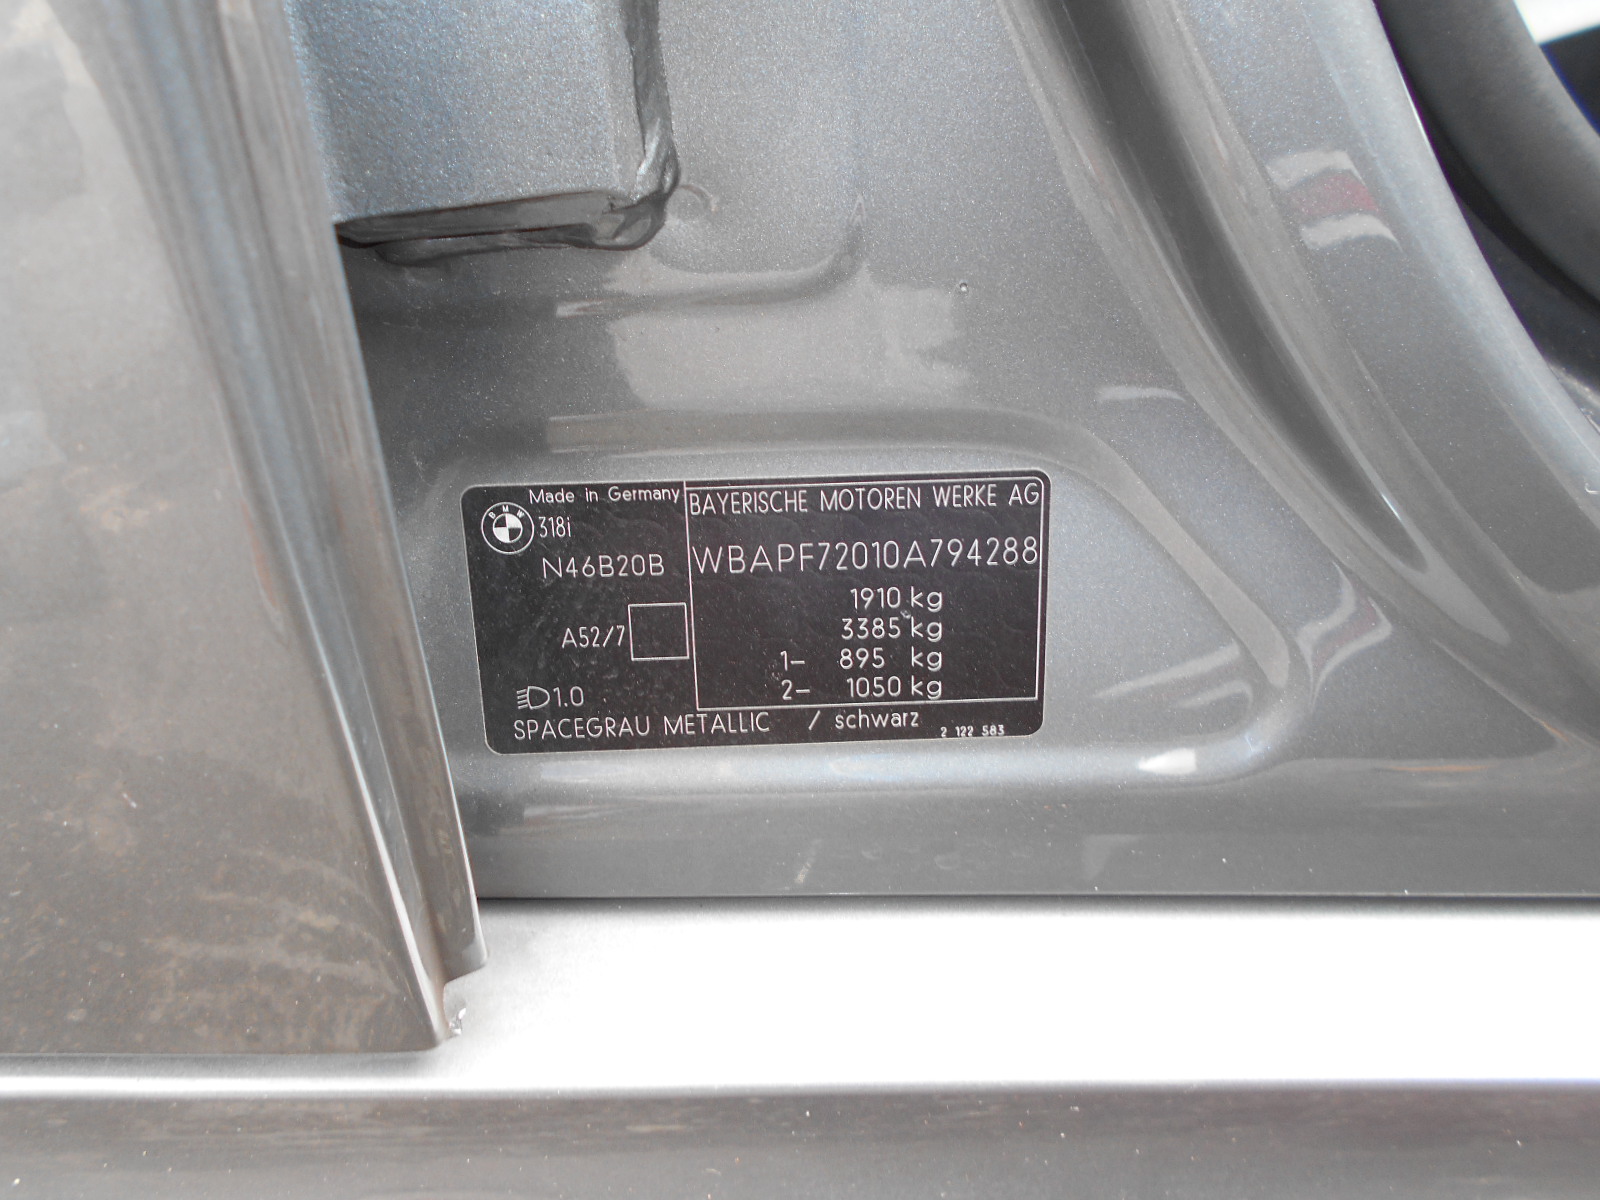 Made in Germany
BMW
318i
N46B20B
A52/7
1.0
BAYERISCHE MOTOREN WERKE AG
WBAPF72010A794288
1910 kg
3385 kg
1- 895 kg
2- 1050 kg
SPACEGRAU METALLIC / schwarz
2 122 583